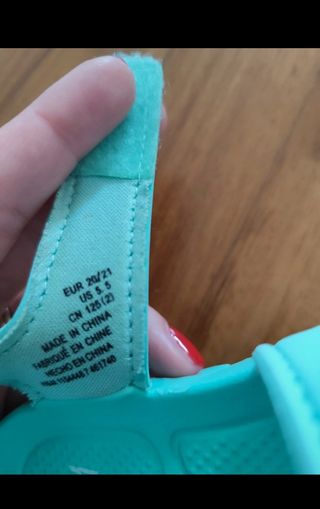 EUR 20/21
US 5.5
CN 125(2)
MADE IN CHINA
FABRIQUÉ EN CHINE
HECHO EN CHINA